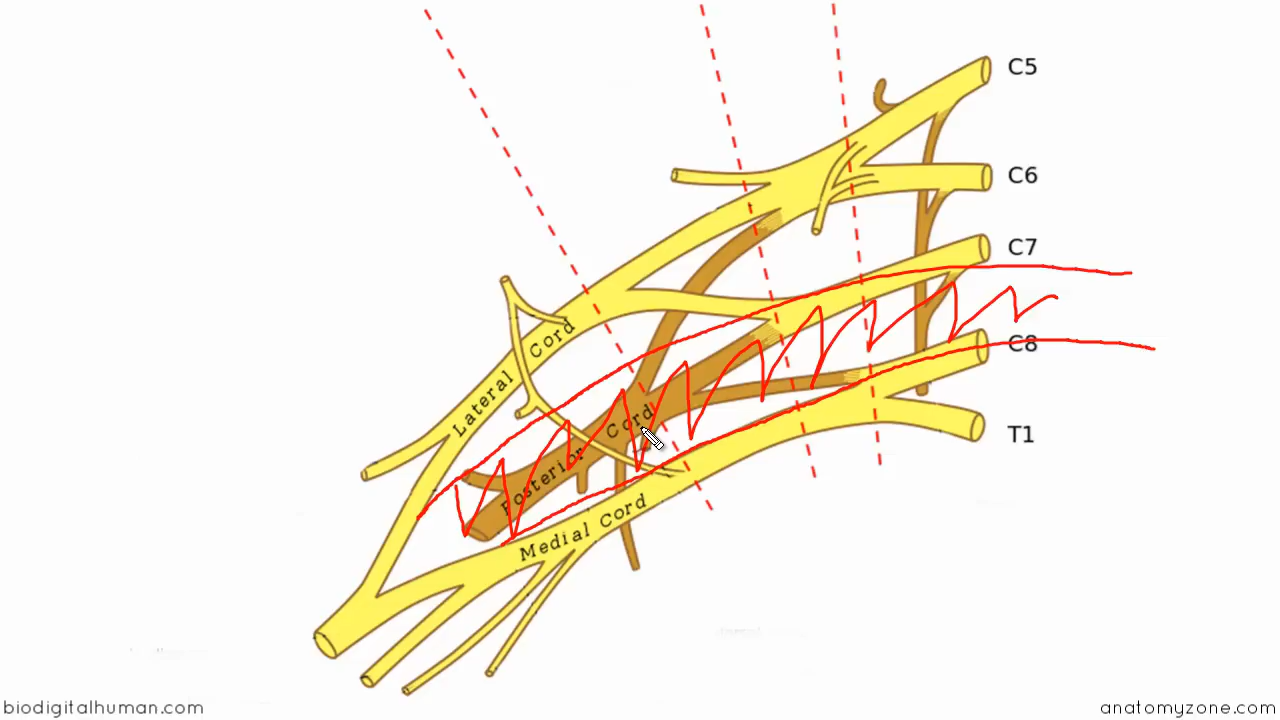 C5
C6
C7
C8
T1
Lateral Cord
Posterior Cord
Medial Cord
biodigitalhuman.com
anatomyzone.com